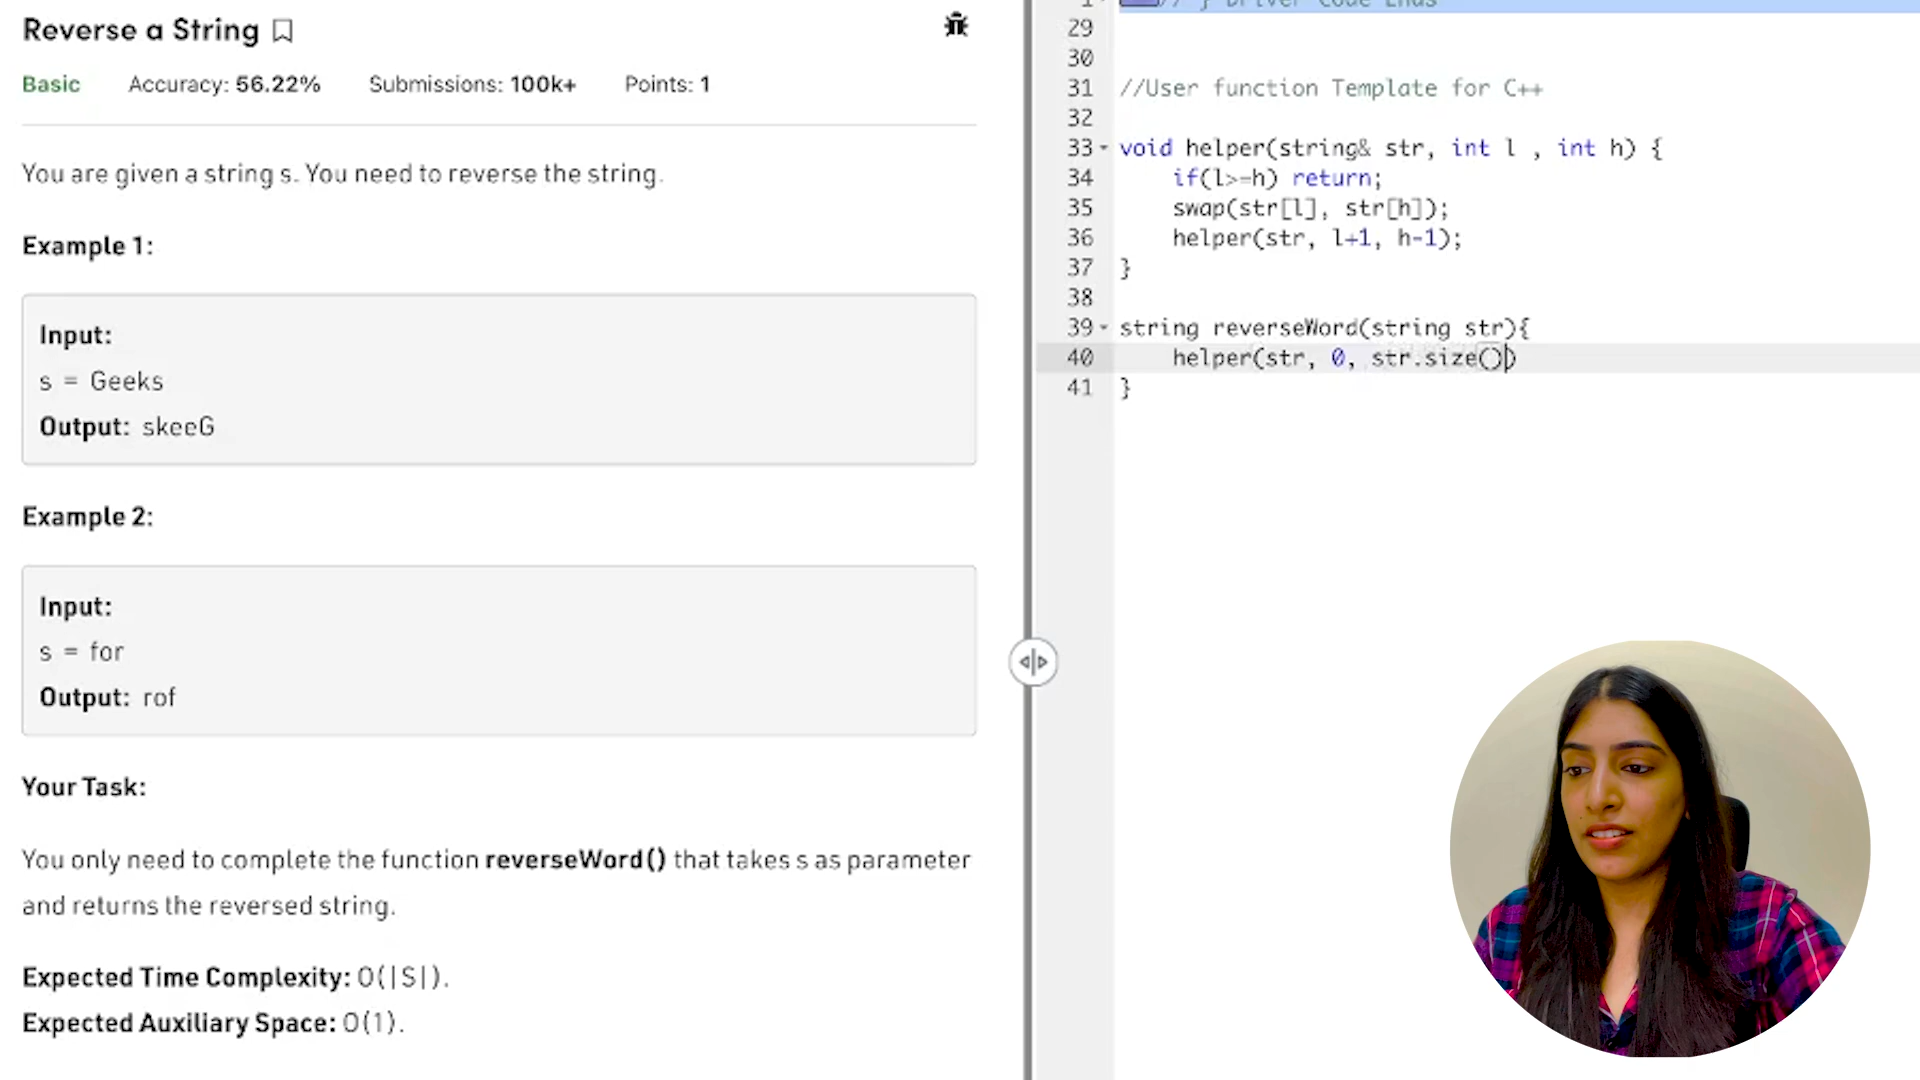 Reverse a String
Basic Accuracy: 56.22% Submissions: 100k+ Points: 1
You are given a string s. You need to reverse the string.
Example 1:
Input:
s = Geeks
Output: skeeG
Example 2:
Input:
s = for
Output: rof
Your Task:
You only need to complete the function reverseWord() that takes s as parameter
and returns the reversed string.
Expected Time Complexity: O(|S|).
Expected Auxiliary Space: O(1).
1 // } Driver Code Ends
29
30
31 //User function Template for C++
32
33 void helper(string& str, int l , int h) {
34 if(l>=h) return;
35 swap(str[l], str[h]);
36 helper(str, l+1, h-1);
37 }
38
39 string reverseWord(string str){
40 helper(str, 0, str.size())
41 }